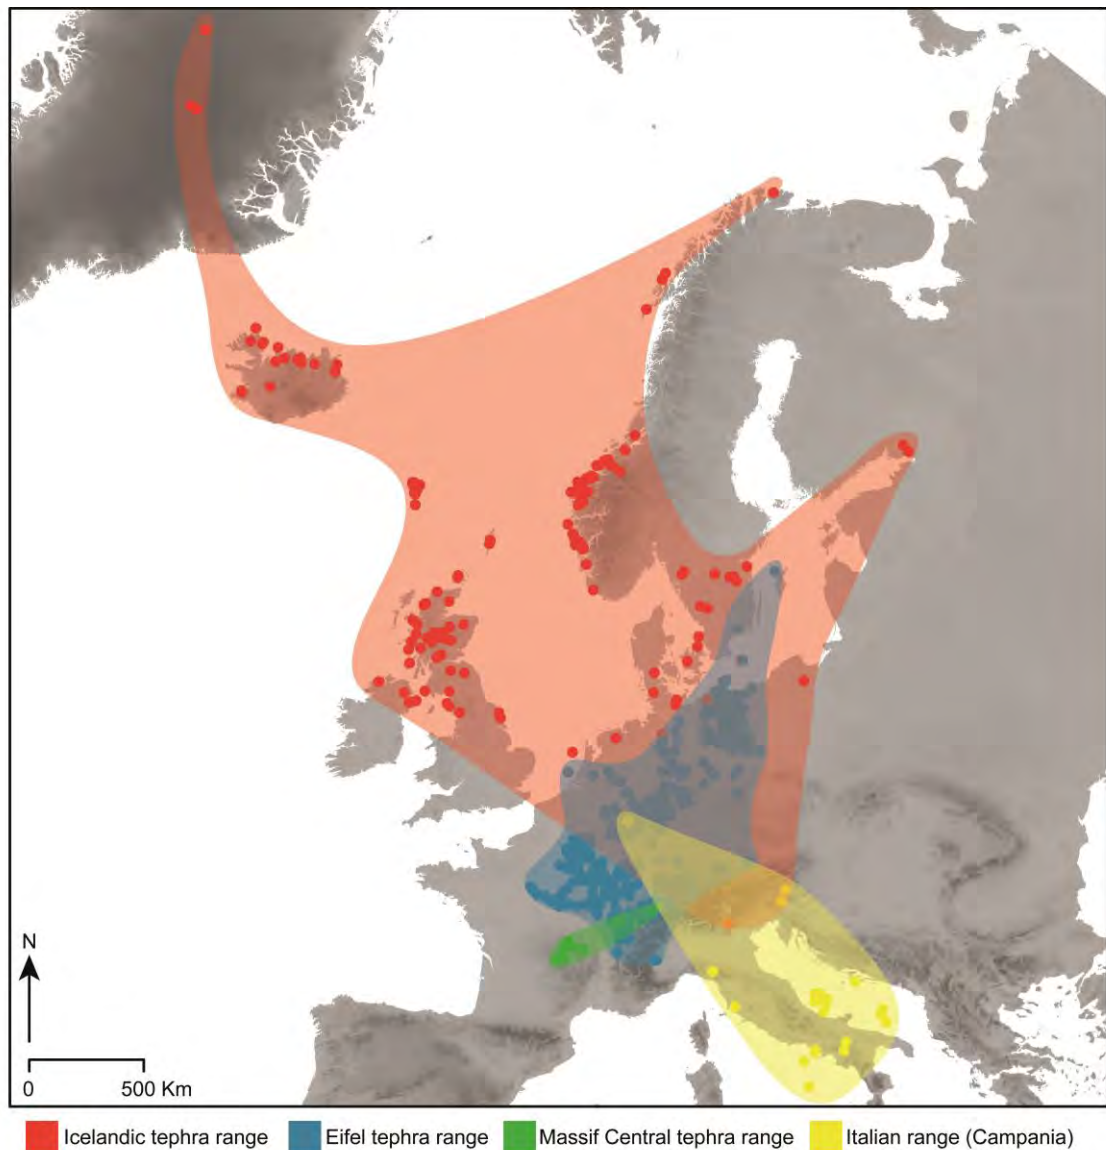 N
0 500 Km
Icelandic tephra range Eifel tephra range Massif Central tephra range Italian range (Campania)